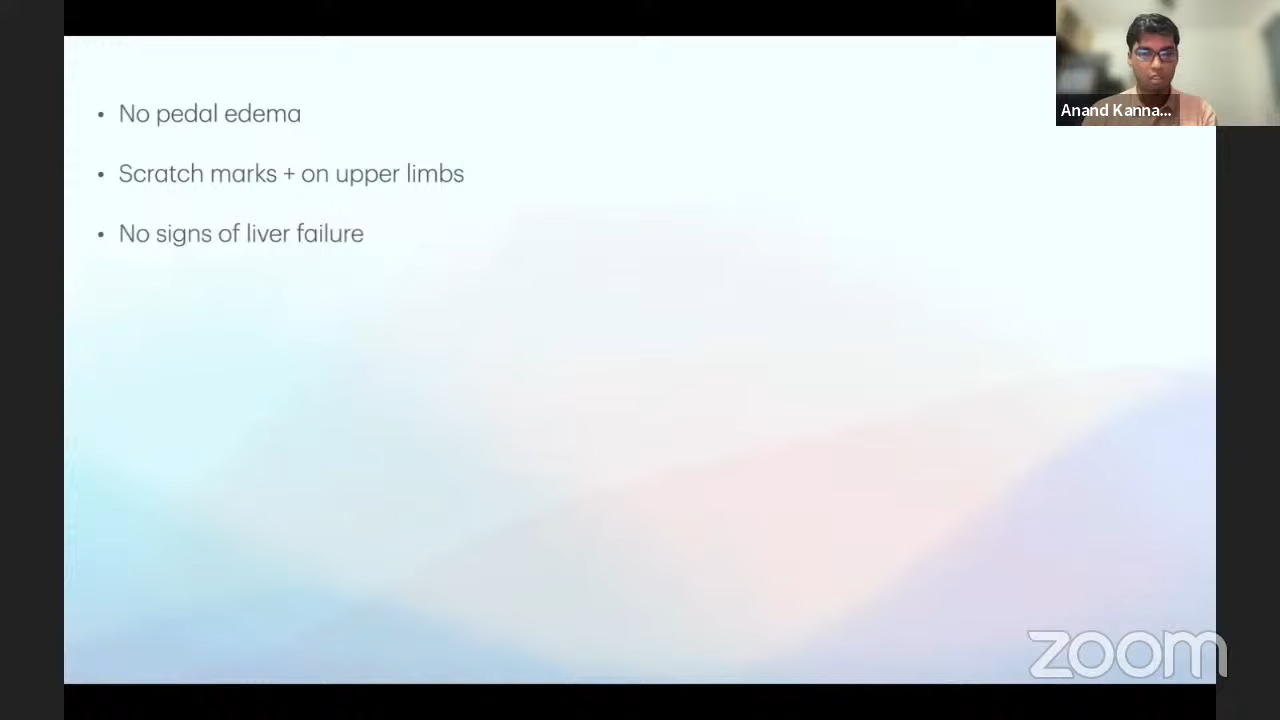 Anand Kanna...
• No pedal edema
• Scratch marks + on upper limbs
• No signs of liver failure
zoom